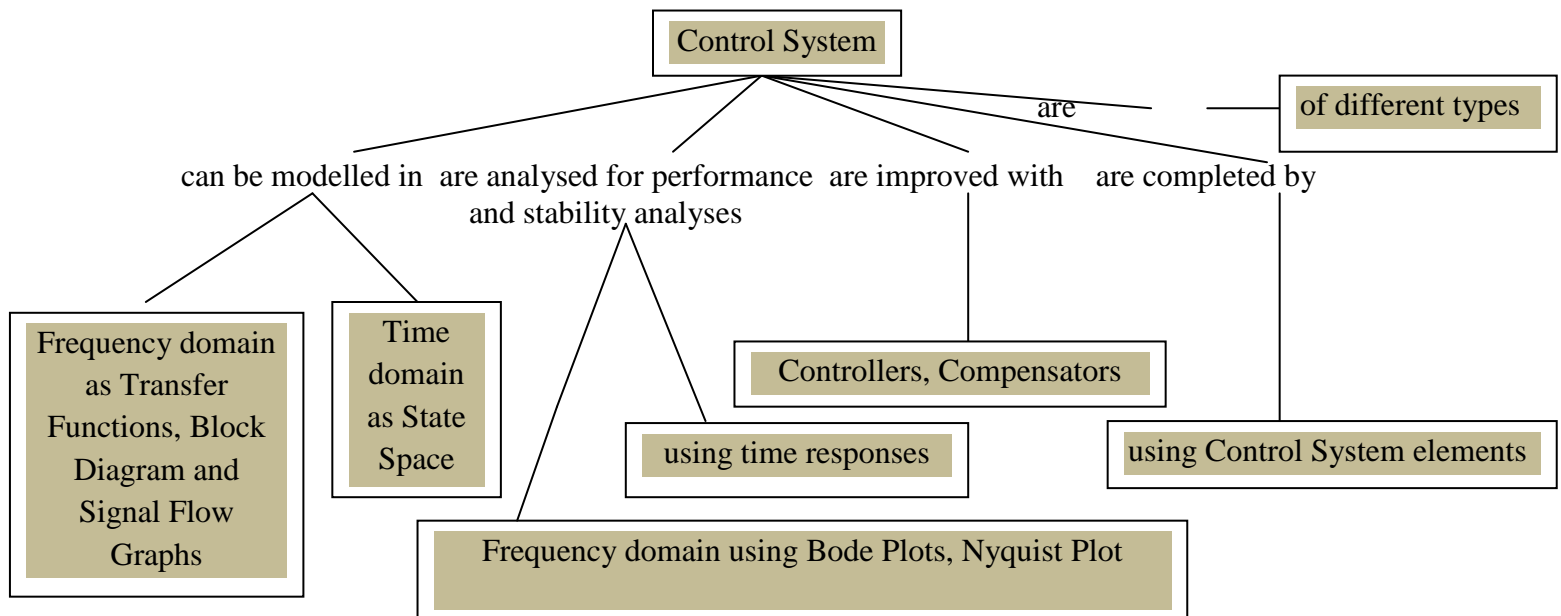 Control System
are
of different types
can be modelled in
are analysed for performance
and stability analyses
are improved with
are completed by
Frequency domain
as Transfer
Functions, Block
Diagram and
Signal Flow
Graphs
Time
domain
as State
Space
Controllers, Compensators
using time responses
using Control System elements
Frequency domain using Bode Plots, Nyquist Plot